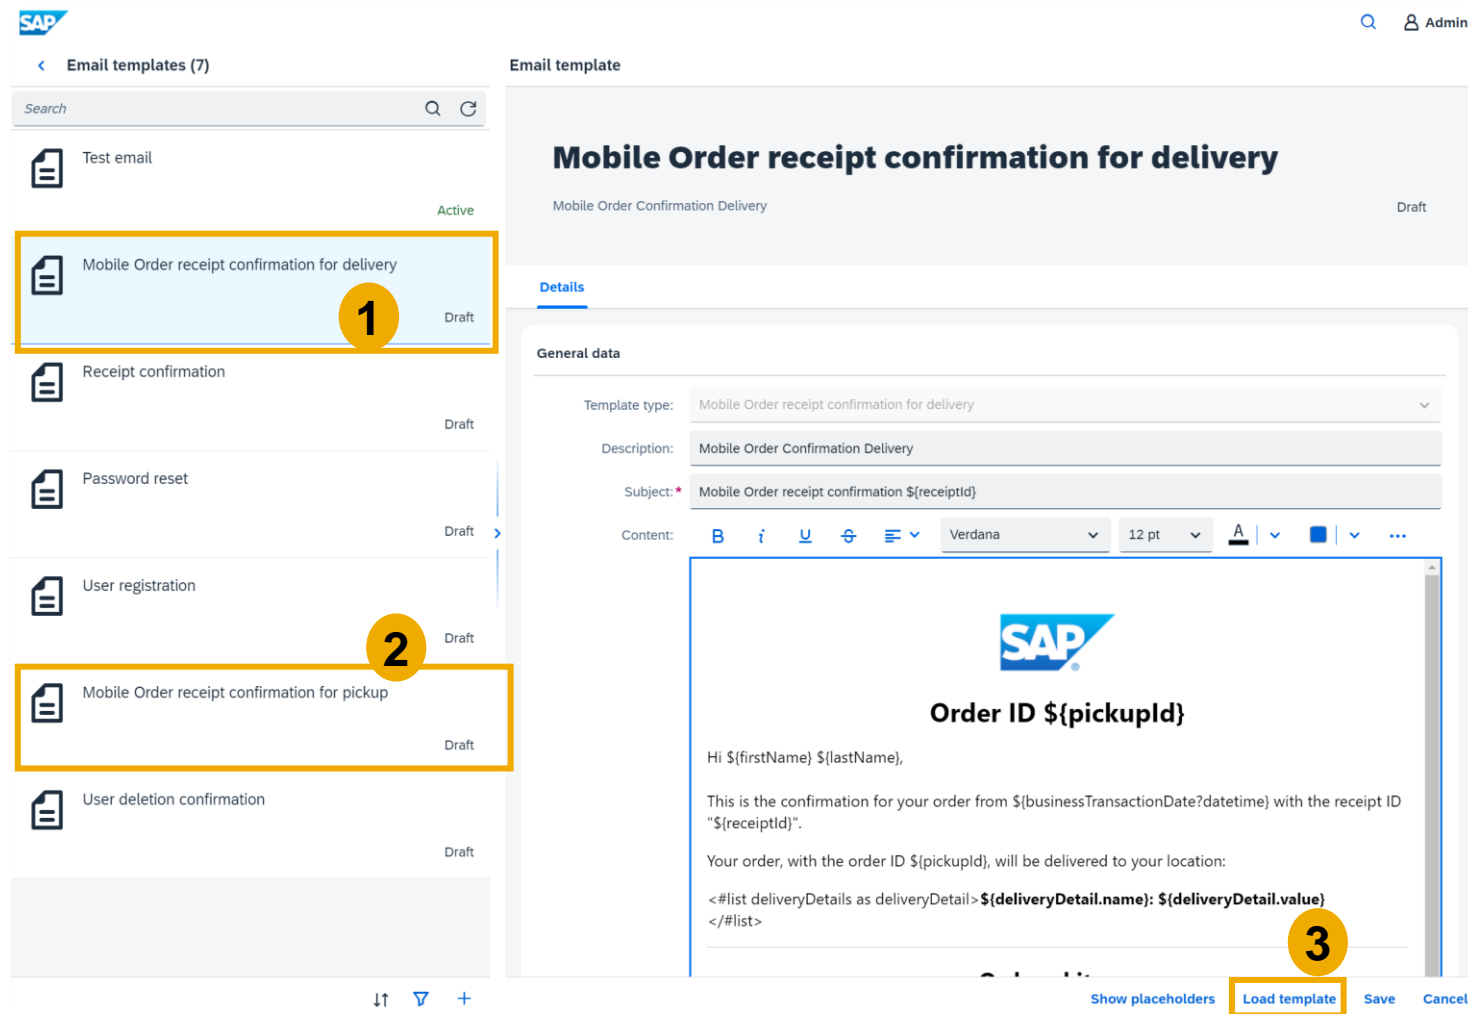 SAP
Admin
Email templates (7)
Email template
Search
Test email
Active
Mobile Order receipt confirmation for delivery
1
Draft
Receipt confirmation
Draft
Password reset
Draft
User registration
Draft
2
Mobile Order receipt confirmation for pickup
Draft
User deletion confirmation
Draft
Mobile Order receipt confirmation for delivery
Mobile Order Confirmation Delivery
Draft
Details
General data
Template type: Mobile Order receipt confirmation for delivery
Description: Mobile Order Confirmation Delivery
Subject:* Mobile Order receipt confirmation ${receiptId}
Content: B i U S Verdana 12 pt A
SAP®
Order ID ${pickupId}
Hi ${firstName} ${lastName},
This is the confirmation for your order from ${businessTransactionDate?datetime} with the receipt ID
"${receiptId}".
Your order, with the order ID ${pickupId}, will be delivered to your location:
<#list deliveryDetails as deliveryDetail>${deliveryDetail.name}: ${deliveryDetail.value}
</#list>
3
Show placeholders Load template Save Cancel